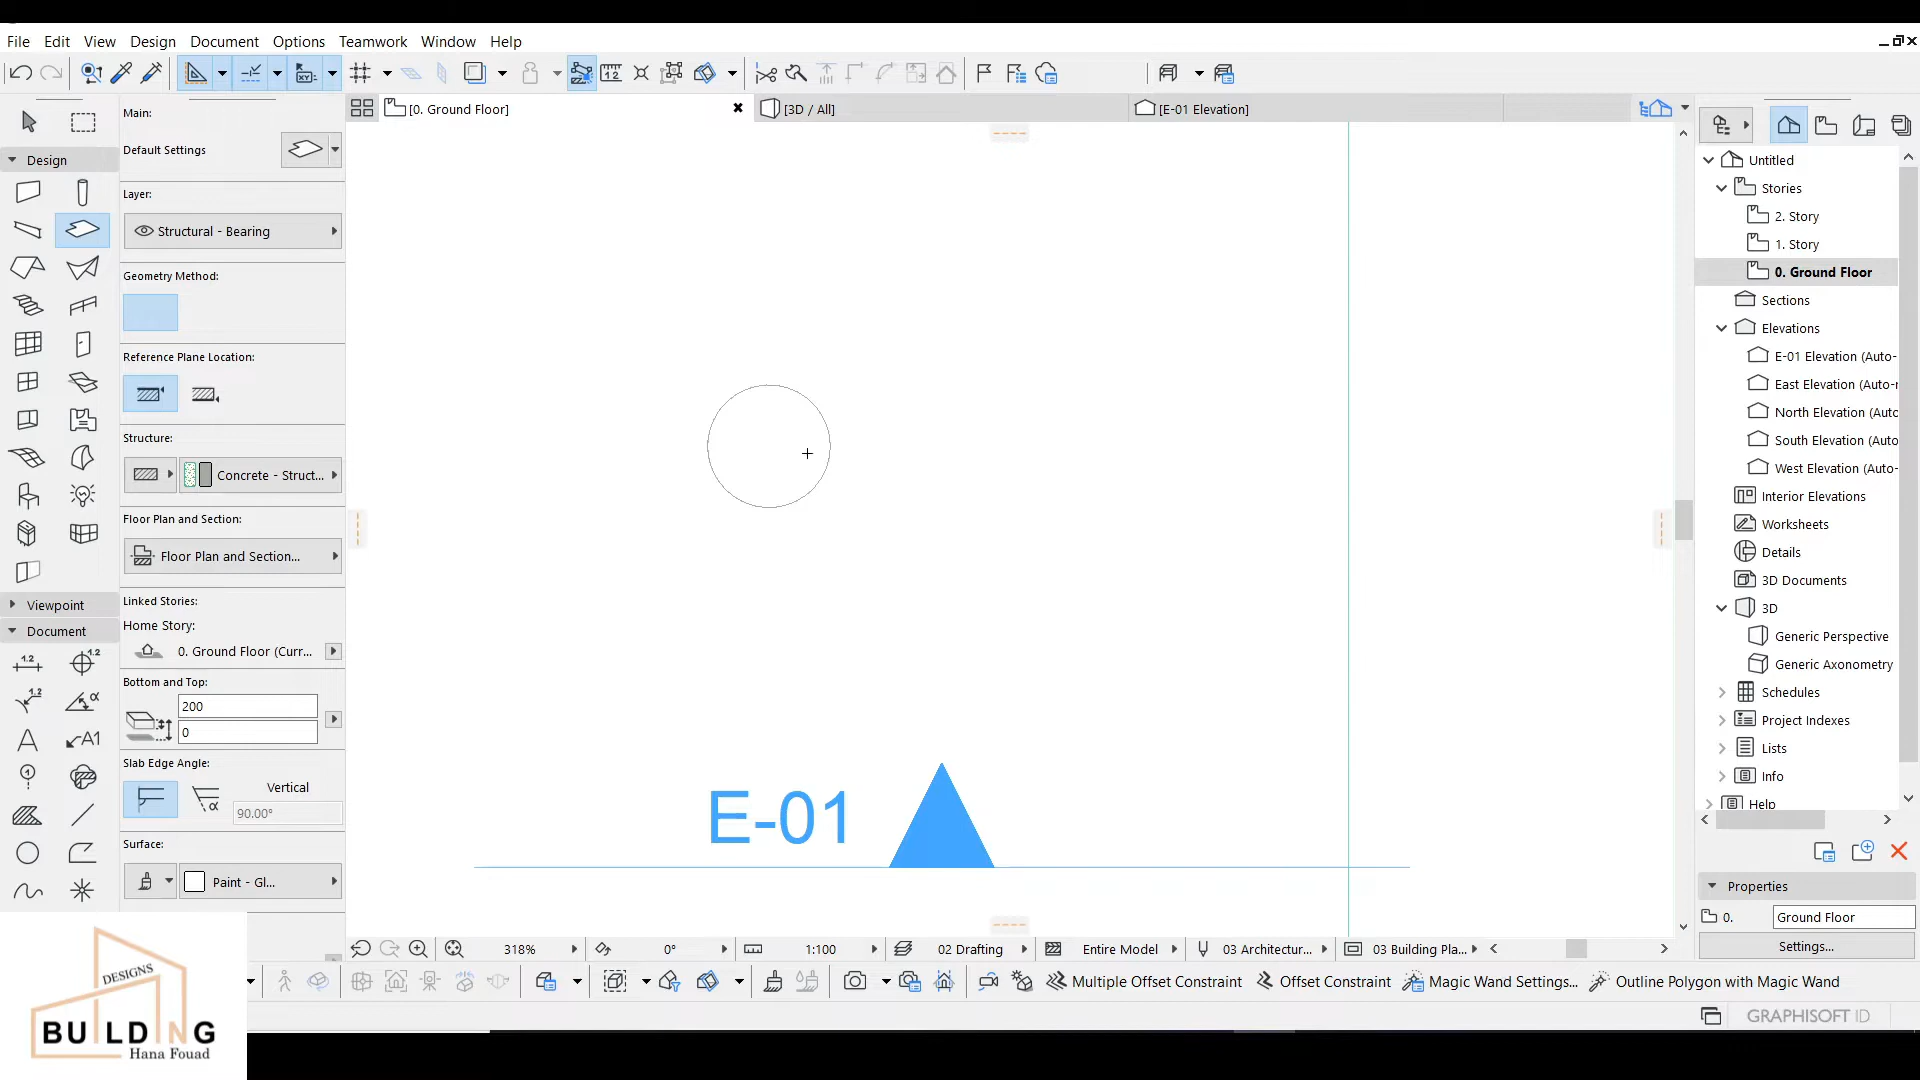 File Edit View Design Document Options Teamwork Window Help
[0. Ground Floor]
[3D / All]
[E-01 Elevation]
Main:
Default Settings
Layer:
Structural - Bearing
Geometry Method:
Reference Plane Location:
Structure:
Concrete - Struct...
Floor Plan and Section:
Floor Plan and Section...
Linked Stories:
Home Story:
0. Ground Floor (Curr...
Bottom and Top:
200
0
Slab Edge Angle:
Vertical
90.00°
Surface:
Paint - Gl...
Design
Viewpoint
Document
E-01
Untitled
Stories
2. Story
1. Story
0. Ground Floor
Sections
Elevations
E-01 Elevation (Auto-
East Elevation (Auto-r
North Elevation (Autc
South Elevation (Auto
West Elevation (Auto-
Interior Elevations
Worksheets
Details
3D Documents
3D
Generic Perspective
Generic Axonometry
Schedules
Project Indexes
Lists
Info
Help
Properties
0.
Ground Floor
Settings...
318%
0°
1:100
02 Drafting
Entire Model
03 Architectur...
03 Building Pla...
Multiple Offset Constraint
Offset Constraint
Magic Wand Settings...
Outline Polygon with Magic Wand
GRAPHISOFT ID
DESIGNS
BUILDING
Hana Fouad